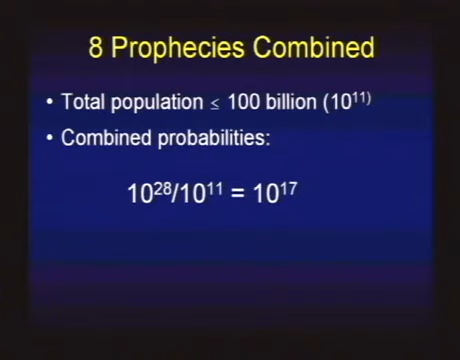 8 Prophecies Combined
• Total population ≤ 100 billion (10¹¹⁾
• Combined probabilities:
10²⁸/10¹¹ = 10¹⁷